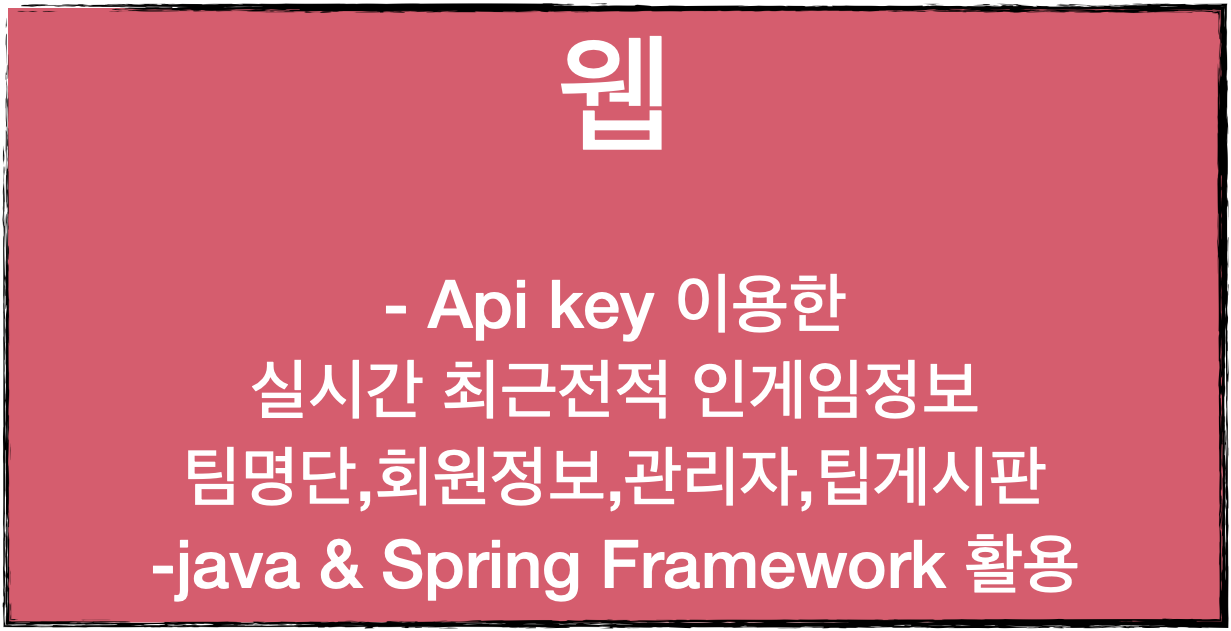 웹
- Api key 이용한
실시간 최근전적 인게임정보
팀명단,회원정보,관리자,팁게시판
-java & Spring Framework 활용